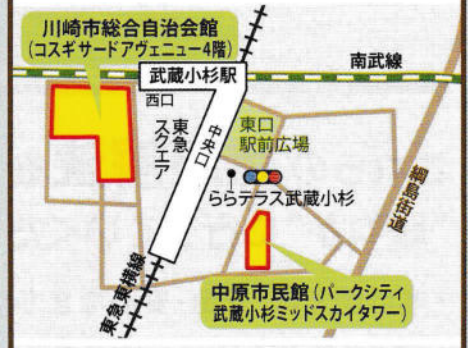 川崎市総合自治会館
(コスギサードアヴェニュー4階)
南武線
武蔵小杉駅
西口
東急
スクエア
中央口
東口
駅前広場
ららテラス武蔵小杉
綱島街道
東急東横線
中原市民館(パークシティ
武蔵小杉ミッドスカイタワー)